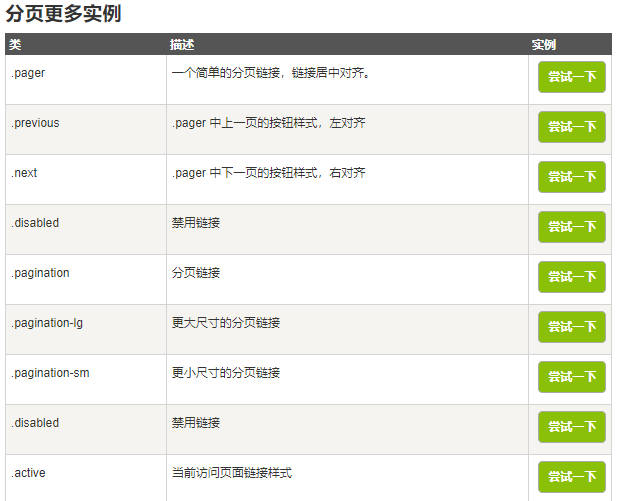 分页更多实例
类 描述 实例
.pager 一个简单的分页链接，链接居中对齐。 尝试一下
.previous .pager 中上一页的按钮样式，左对齐 尝试一下
.next .pager 中下一页的按钮样式，右对齐 尝试一下
.disabled 禁用链接 尝试一下
.pagination 分页链接 尝试一下
.pagination-lg 更大尺寸的分页链接 尝试一下
.pagination-sm 更小尺寸的分页链接 尝试一下
.disabled 禁用链接 尝试一下
.active 当前访问页面链接样式 尝试一下